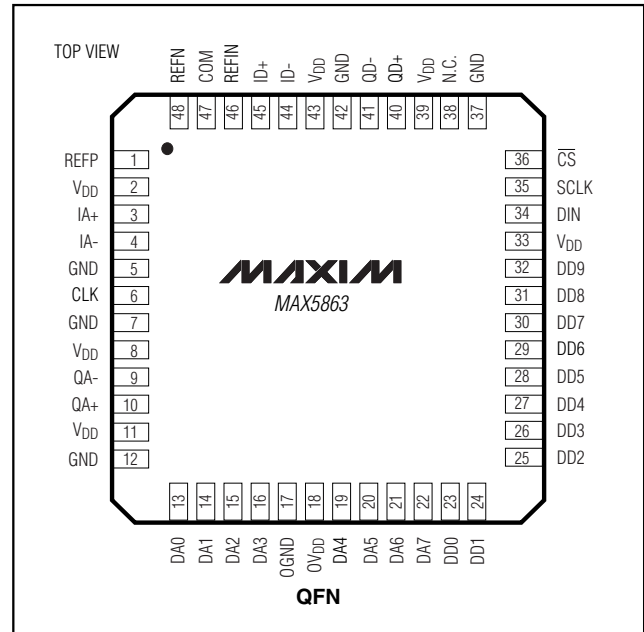 TOP VIEW
REFN
COM
REFIN
ID+
ID-
VDD
GND
QD-
QD+
VDD
N.C.
GND
48
47
46
45
44
43
42
41
40
39
38
37
REFP 1
VDD 2
IA+ 3
IA- 4
GND 5
CLK 6
GND 7
VDD 8
QA- 9
QA+ 10
VDD 11
GND 12
MAXIM
MAX5863
36 C̅S̅
35 SCLK
34 DIN
33 VDD
32 DD9
31 DD8
30 DD7
29 DD6
28 DD5
27 DD4
26 DD3
25 DD2
13
14
15
16
17
18
19
20
21
22
23
24
DA0
DA1
DA2
DA3
OGND
OVDD
DA4
DA5
DA6
DA7
DD0
DD1
QFN